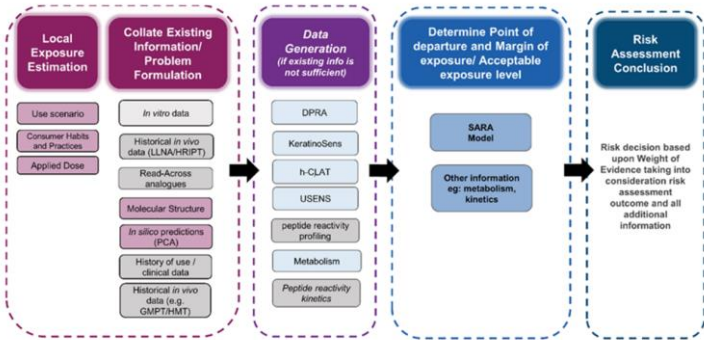 Local
Exposure
Estimation
Collate Existing
Information/
Problem
Formulation
Use scenario
Consumer Habits
and Practices
Applied Dose
In vitro data
Historical in vivo
data (LLNA/HRIPT)
Read-Across
analogues
Molecular Structure
In silico predictions
(PCA)
History of use /
clinical data
Historical in vivo
data (e.g.
GMPT/HMT)
Data
Generation
(if existing info is
not sufficient)
DPRA
KeratinoSens
h-CLAT
USENS
peptide reactivity
profiling
Metabolism
Peptide reactivity
kinetics
Determine Point of
departure and Margin of
exposure/ Acceptable
exposure level
SARA
Model
Other information
eg: metabolism,
kinetics
Risk
Assessment
Conclusion
Risk decision based
upon Weight of
Evidence taking into
consideration risk
assessment
outcome and all
additional
information